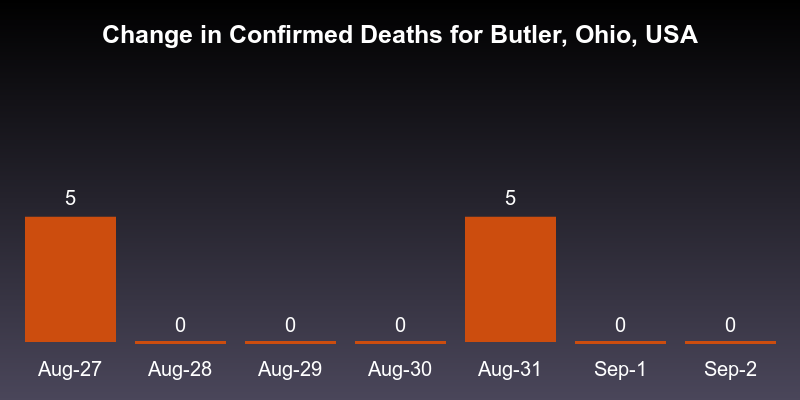 Change in Confirmed Deaths for Butler, Ohio, USA
5 0 0 0 5 0 0
Aug-27 Aug-28 Aug-29 Aug-30 Aug-31 Sep-1 Sep-2